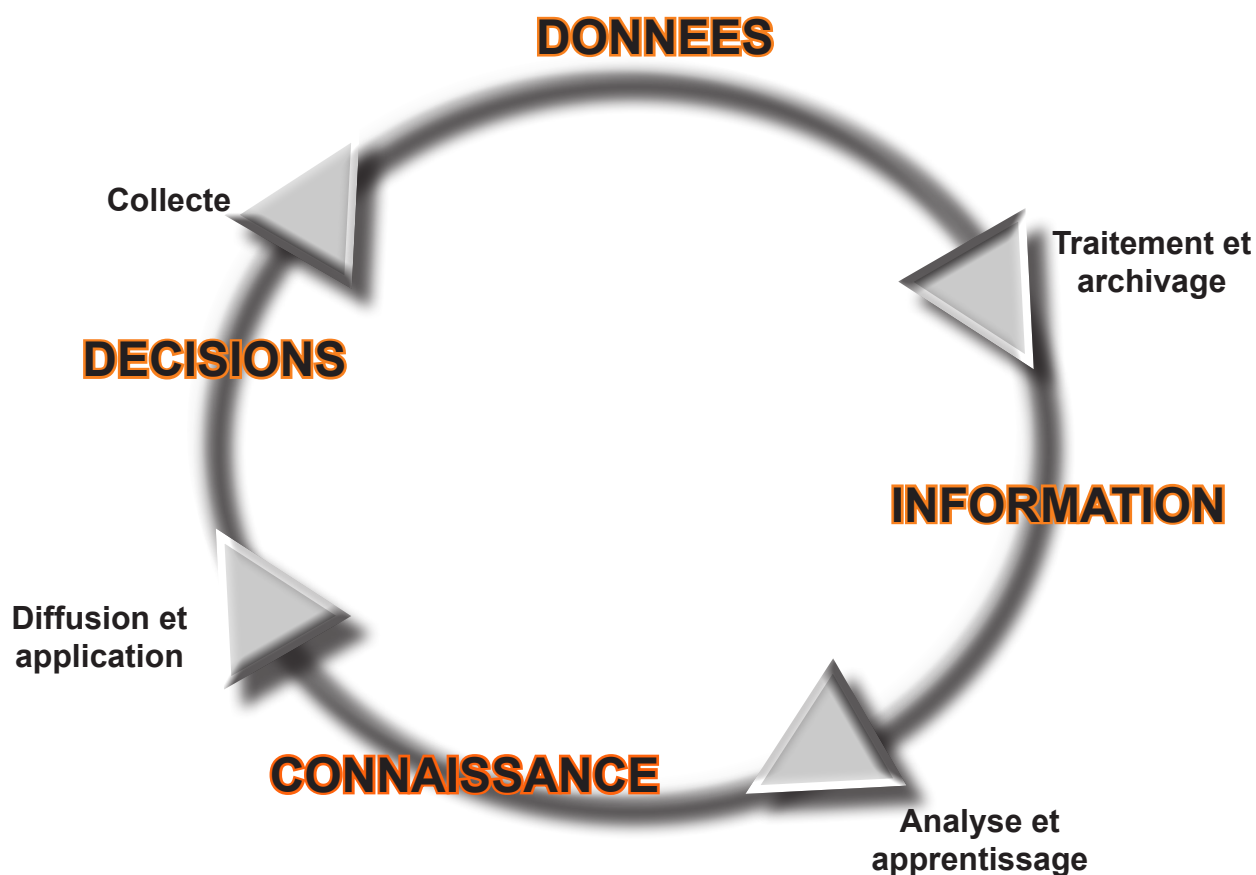 DONNEES
Collecte
Traitement et
archivage
DECISIONS
INFORMATION
Diffusion et
application
CONNAISSANCE
Analyse et
apprentissage